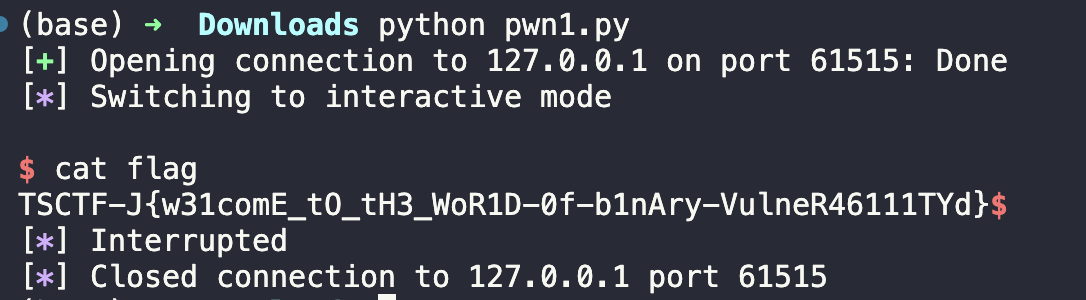 (base) → Downloads python pwn1.py
[+] Opening connection to 127.0.0.1 on port 61515: Done
[*] Switching to interactive mode
$ cat flag
TSCTF-J{w31comE_tO_tH3_WoR1D-0f-b1nAry-VulneR46111TYd}$
[*] Interrupted
[*] Closed connection to 127.0.0.1 port 61515